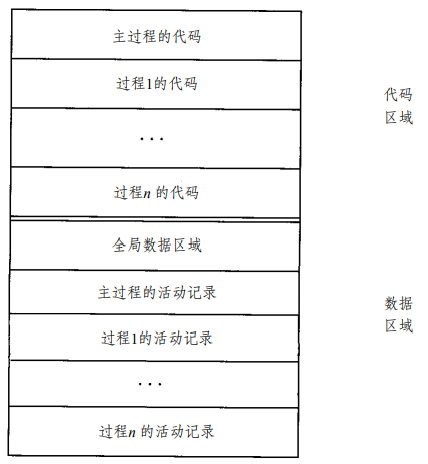 主过程的代码
过程1的代码
...
过程n 的代码
代码
区域
全局数据区域
主过程的活动记录
过程1的活动记录
...
过程n 的活动记录
数据
区域